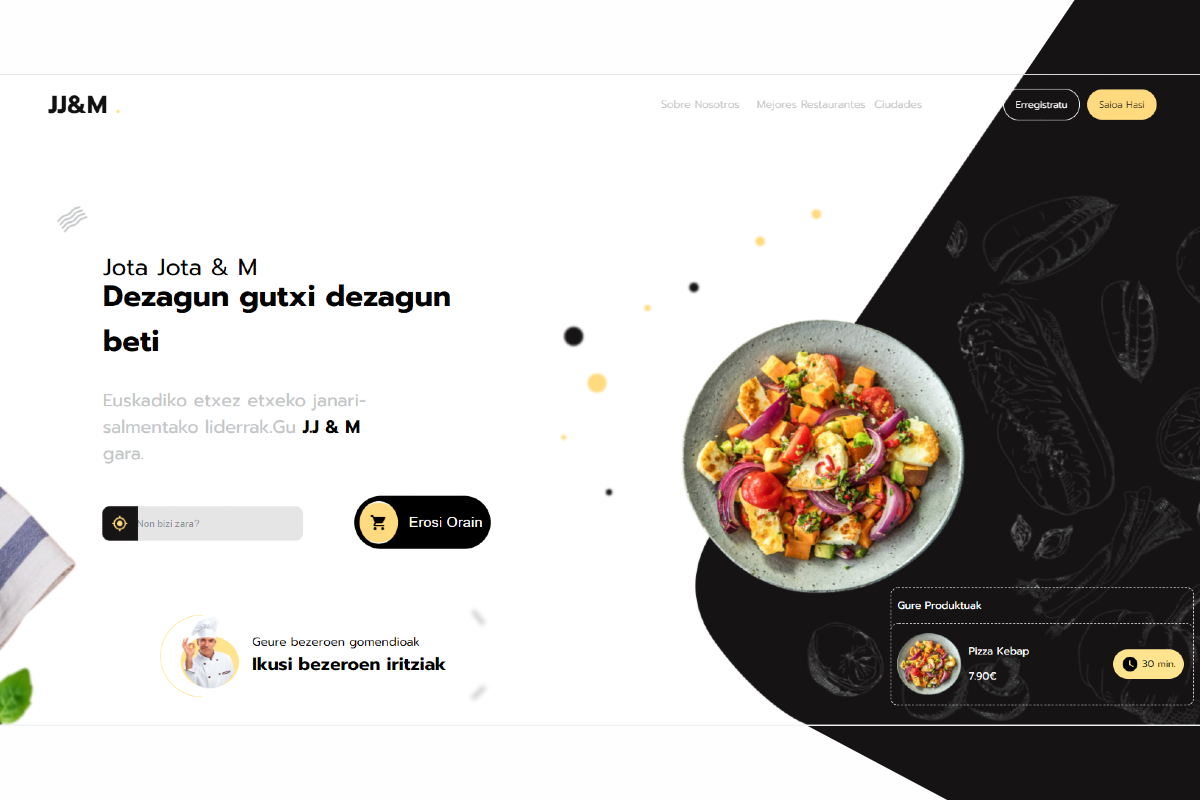 JJ&M .
Sobre Nosotros Mejores Restaurantes Ciudades
Erregistratu Saioa Hasi
Jota Jota & M
Dezagun gutxi dezagun
beti
Euskadiko etxez etxeko janari-
salmentako liderrak.Gu J.J & M
gara.
Non bizi zara?
Erosi Orain
Geure bezeroen gomendioak
Ikusi bezeroen iritziak
Gure Produktuak
Pizza Kebap
7.90€
30 min.